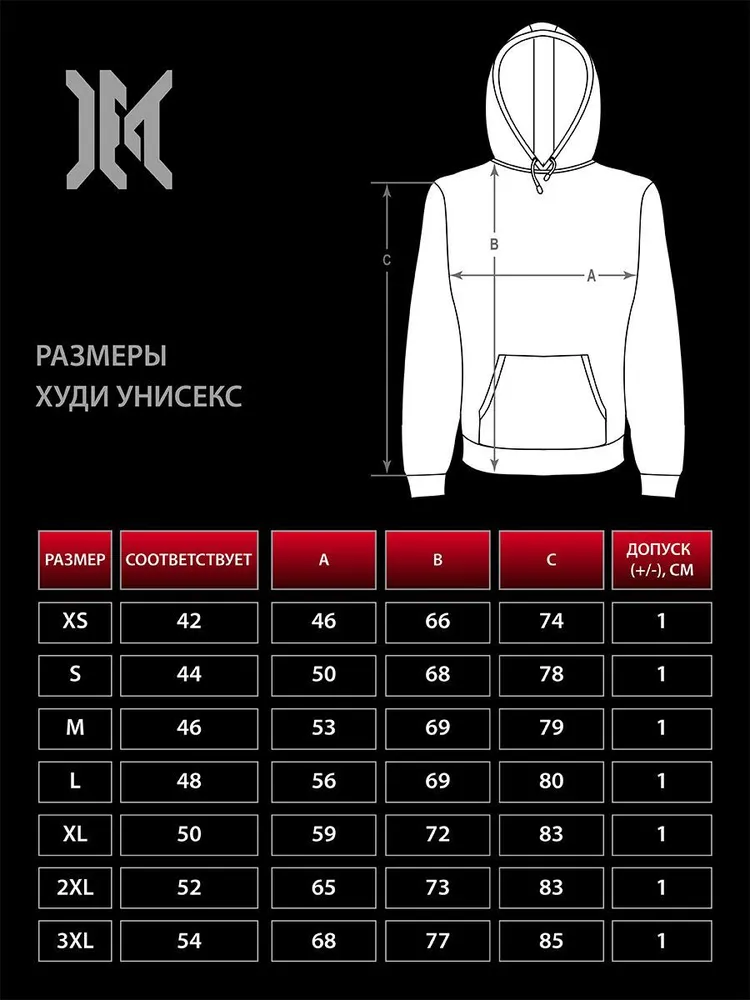 B
C
A
РАЗМЕРЫ
ХУДИ УНИСЕКС
РАЗМЕР СООТВЕТСТВУЕТ A B C ДОПУСК (+/-), СМ
XS 42 46 66 74 1
S 44 50 68 78 1
M 46 53 69 79 1
L 48 56 69 80 1
XL 50 59 72 83 1
2XL 52 65 73 83 1
3XL 54 68 77 85 1